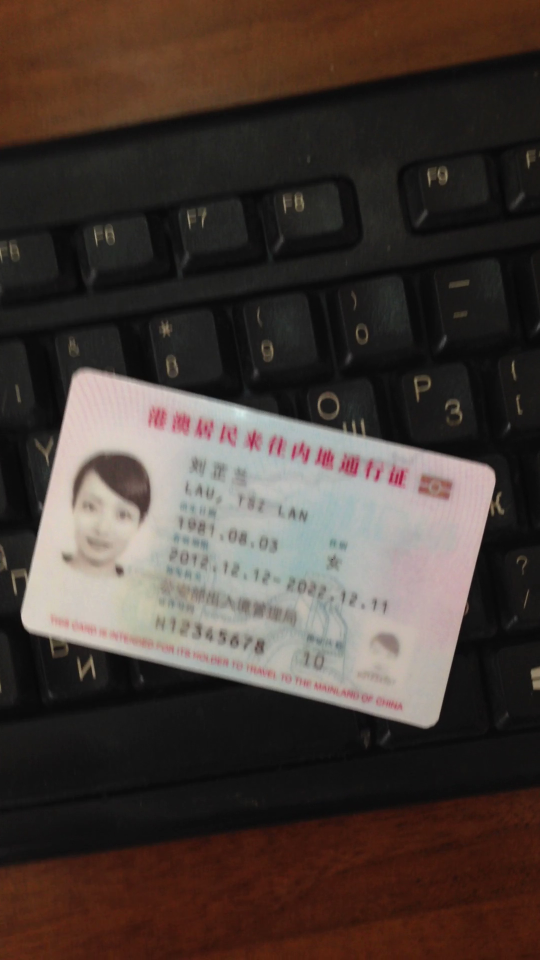 F5 F6 F7 F8 F9
* ( ) —
8 9 0 -
O P
Щ З
港澳居民来往内地通行证
刘芷兰
LAU, TSZ LAN
1981.08.03
女
2012.12.12-2022.12.11
公安部出入境管理局
H12345678
10
THIS CARD IS INTENDED FOR ITS HOLDER TO TRAVEL TO THE MAINLAND OF CHINA
B
И
?
/